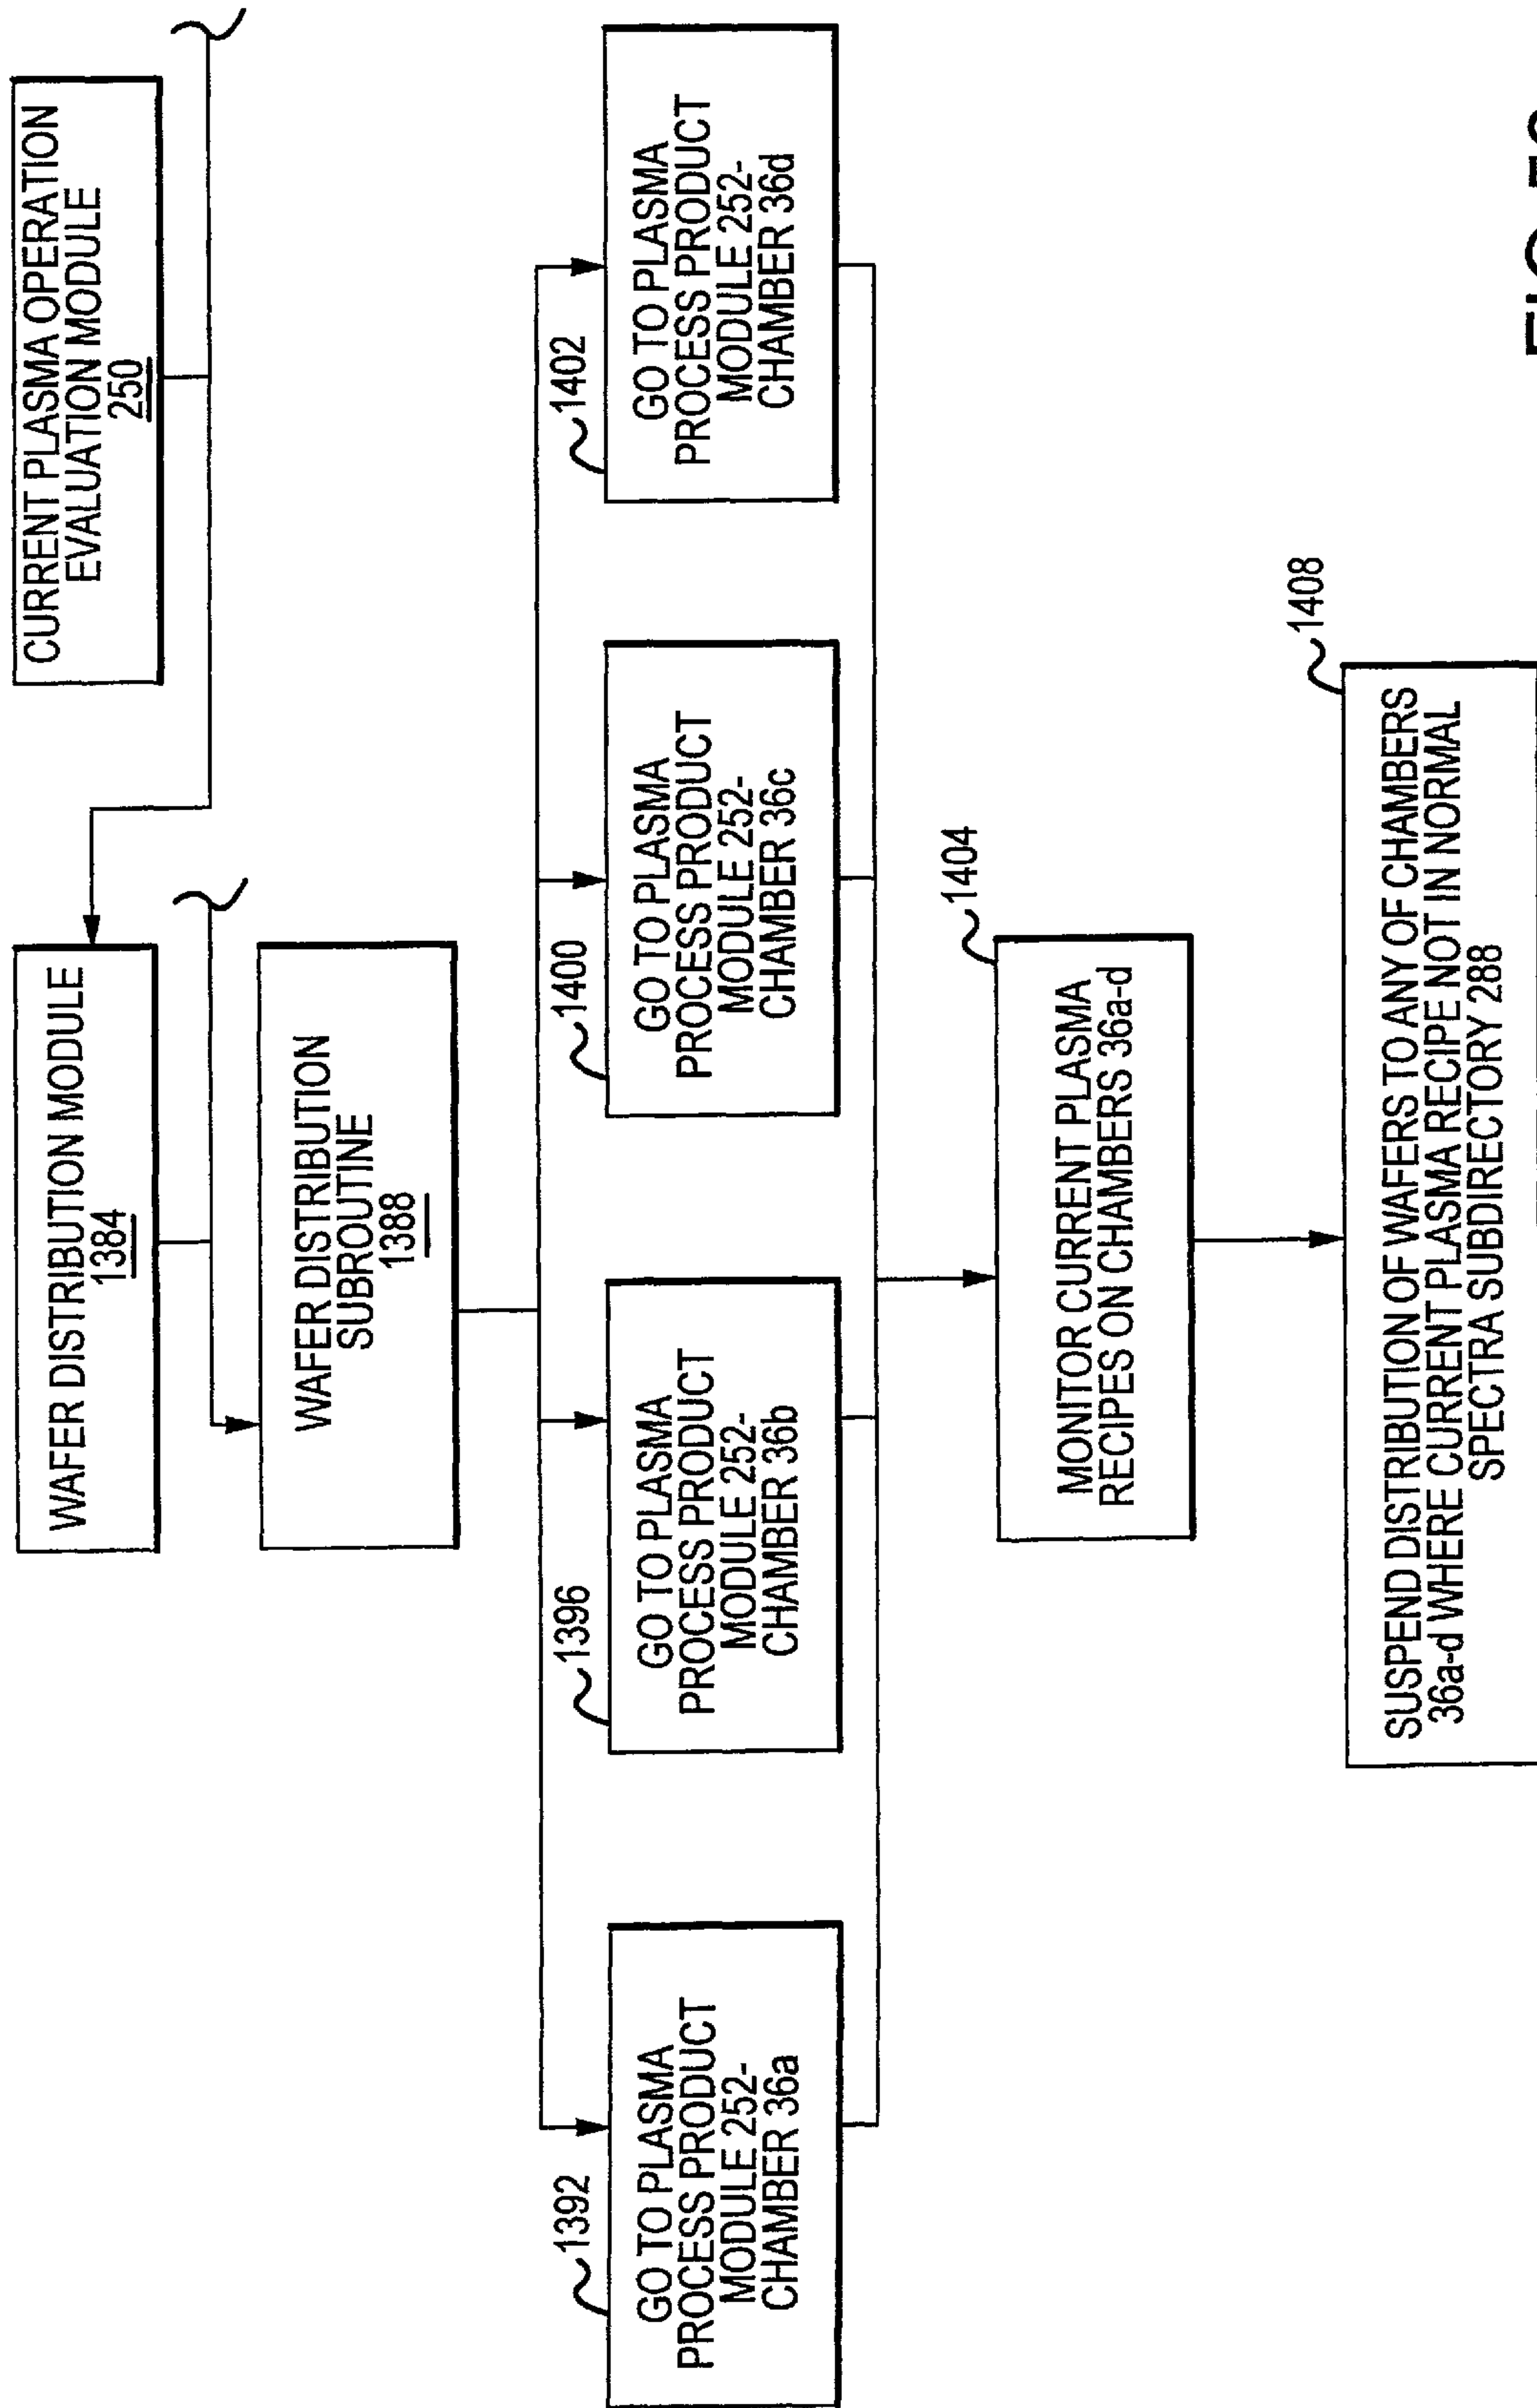 CURRENT PLASMA OPERATION
EVALUATION MODULE
250
WAFER DISTRIBUTION MODULE
1384
WAFER DISTRIBUTION
SUBROUTINE
1388
1392
GO TO PLASMA
PROCESS PRODUCT
MODULE 252-
CHAMBER 36a
1396
GO TO PLASMA
PROCESS PRODUCT
MODULE 252-
CHAMBER 36b
1400
GO TO PLASMA
PROCESS PRODUCT
MODULE 252-
CHAMBER 36c
1402
GO TO PLASMA
PROCESS PRODUCT
MODULE 252-
CHAMBER 36d
1404
MONITOR CURRENT PLASMA
RECIPES ON CHAMBERS 36a-d
1408
SUSPEND DISTRIBUTION OF WAFERS TO ANY OF CHAMBERS
36a-d WHERE CURRENT PLASMA RECIPE NOT IN NORMAL
SPECTRA SUBDIRECTORY 288